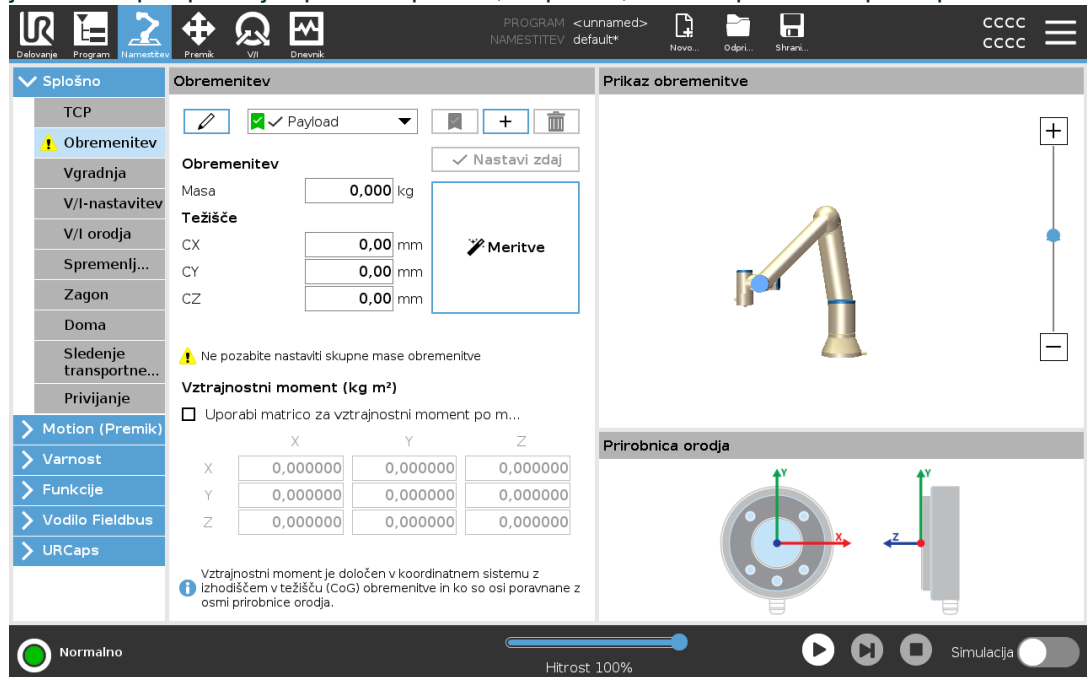 PROGRAM <unnamed>
NAMESTITEV default*
Delovanje Program Namestitev Premik V/I Dnevnik
Novo... Odpri... Shrani...
CCCC
CCCC
Splošno
TCP
Obremenitev
Vgradnja
V/I-nastavitev
V/I orodja
Spremenlj...
Zagon
Doma
Sledenje
transportne...
Privijanje
Motion (Premik)
Varnost
Funkcije
Vodilo Fieldbus
URCaps
Obremenitev
Payload
Nastavi zdaj
Obremenitev
Masa 0,000 kg
Težišče
CX 0,00 mm
CY 0,00 mm
CZ 0,00 mm
Meritve
Ne pozabite nastaviti skupne mase obremenitve
Vztrajnostni moment (kg m²)
Uporabi matrico za vztrajnostni moment po m...
X Y Z
X 0,000000 0,000000 0,000000
Y 0,000000 0,000000 0,000000
Z 0,000000 0,000000 0,000000
Vztrajnostni moment je določen v koordinatnem sistemu z
izhodiščem v težišču (CoG) obremenitve in ko so osi poravnane z
osmi prirobnice orodja.
Prikaz obremenitve
Prirobnica orodja
Y
X
Y
Z
Normalno
Hitrost 100%
Simulacija